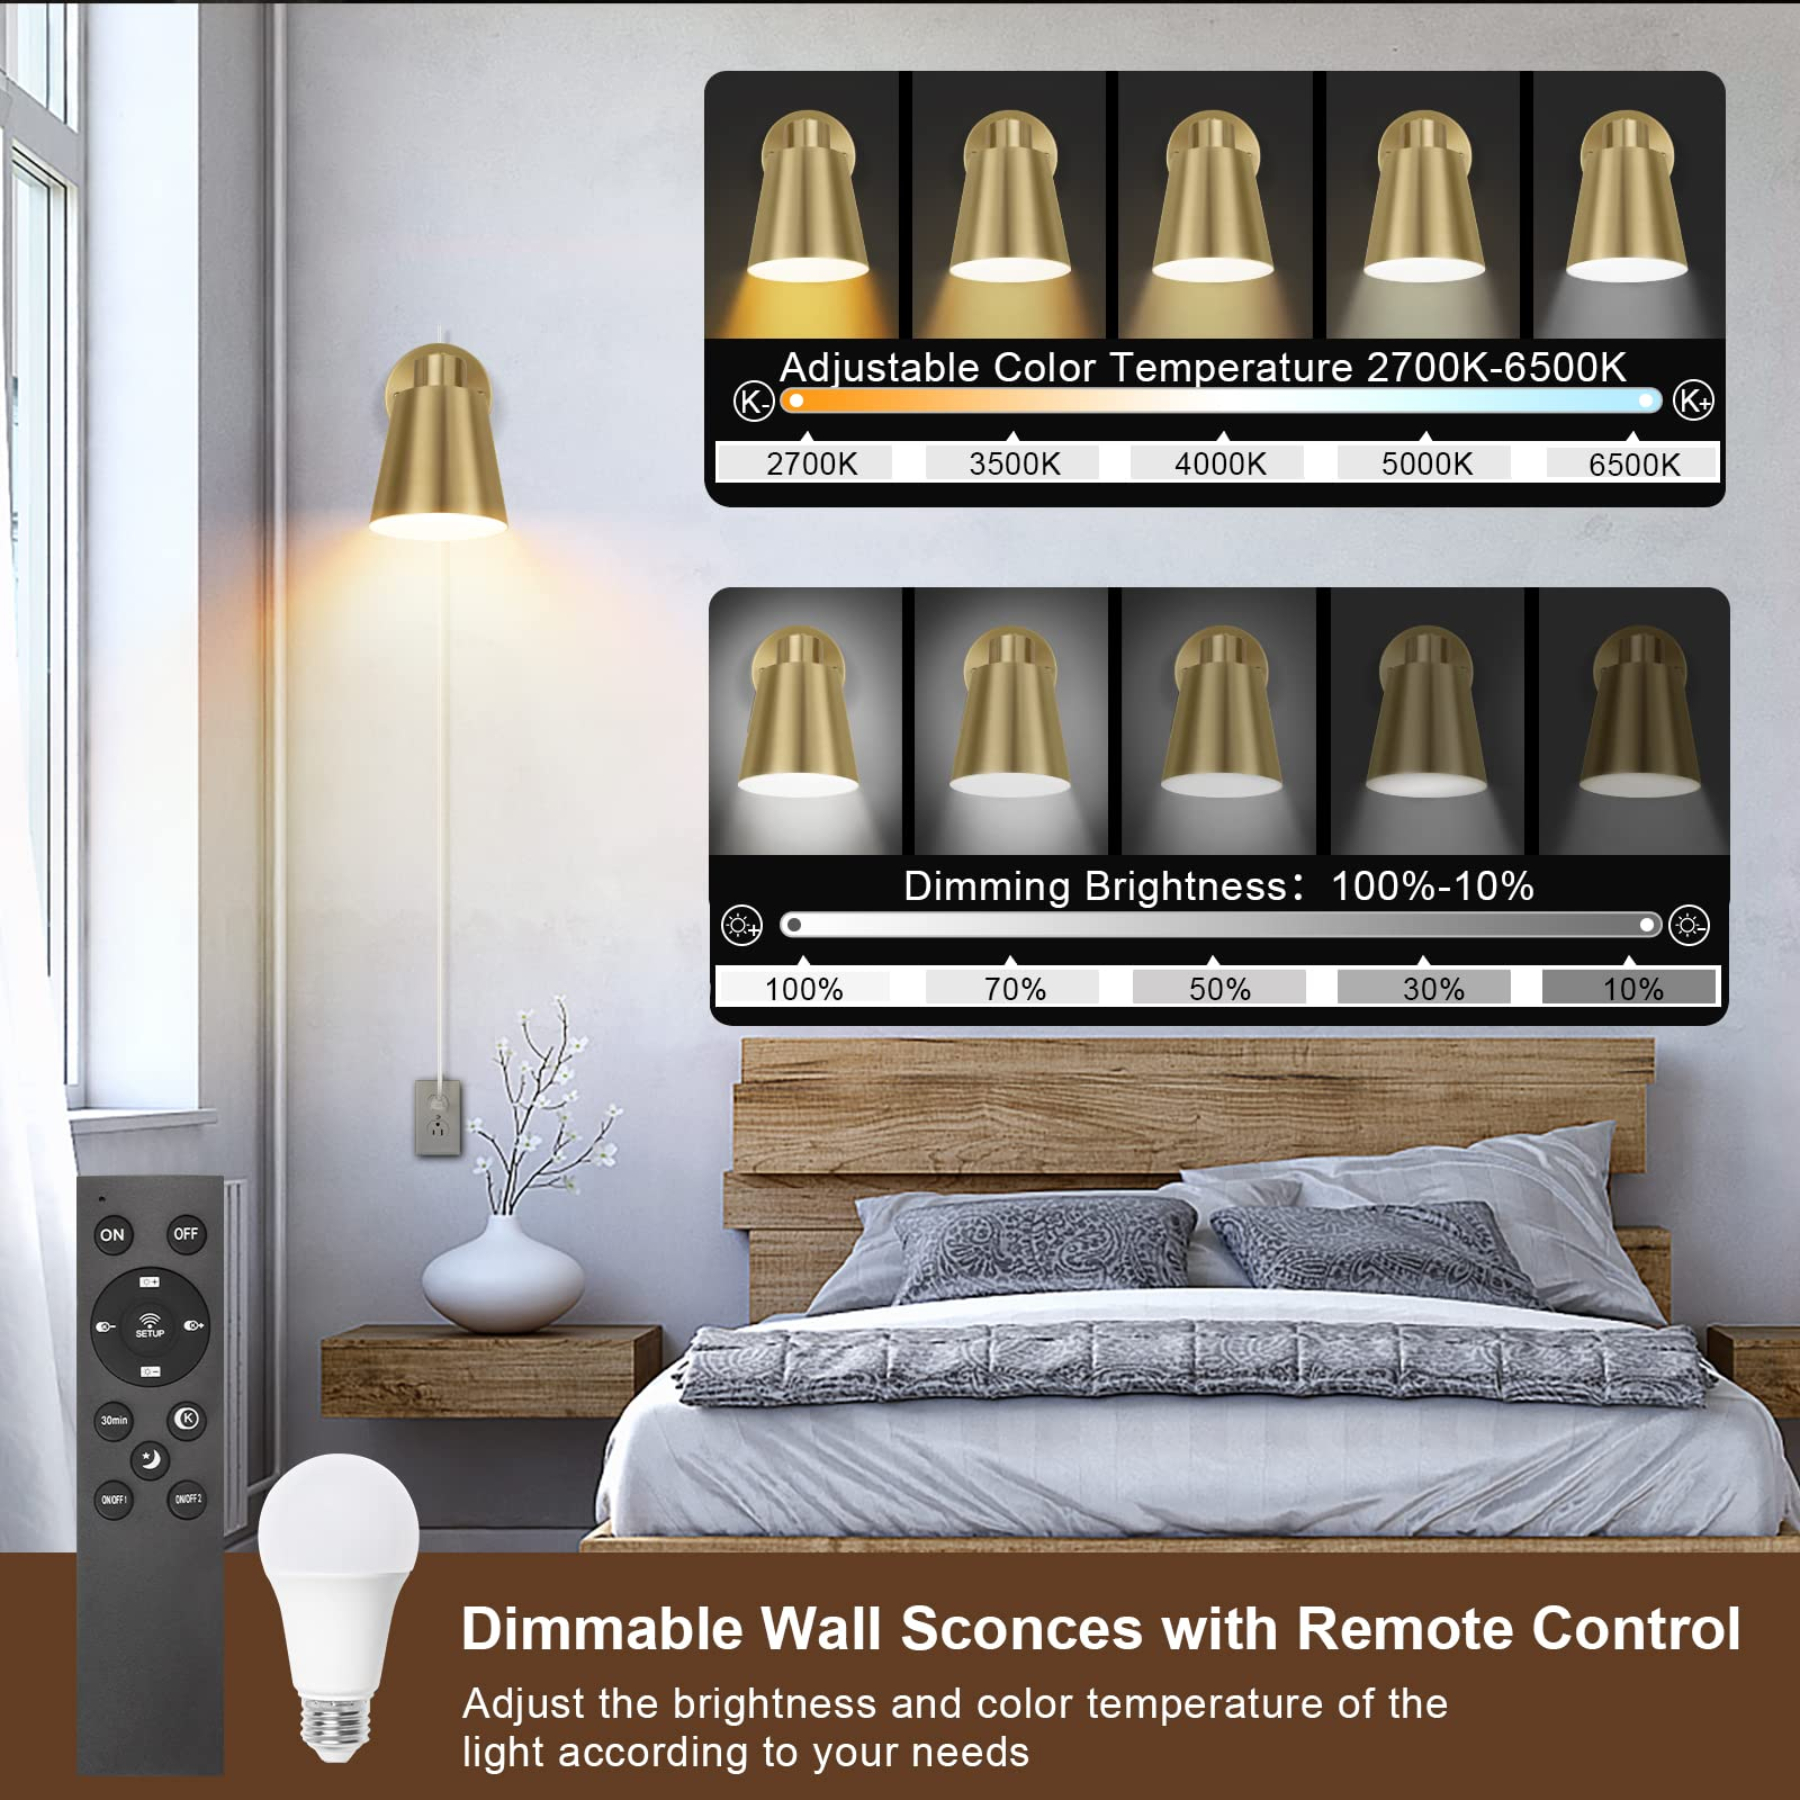 Adjustable Color Temperature 2700K-6500K
K-
K+
2700K 3500K 4000K 5000K 6500K
Dimming Brightness: 100%-10%
100% 70% 50% 30% 10%
ON OFF
SETUP
K- K+
30min K
ON/OFF1 ON/OFF2
Dimmable Wall Sconces with Remote Control
Adjust the brightness and color temperature of the
light according to your needs